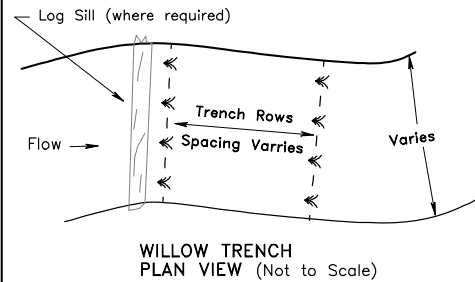 Log Sill (where required)
Trench Rows
Spacing Varries
Flow
Varies
WILLOW TRENCH
PLAN VIEW (Not to Scale)